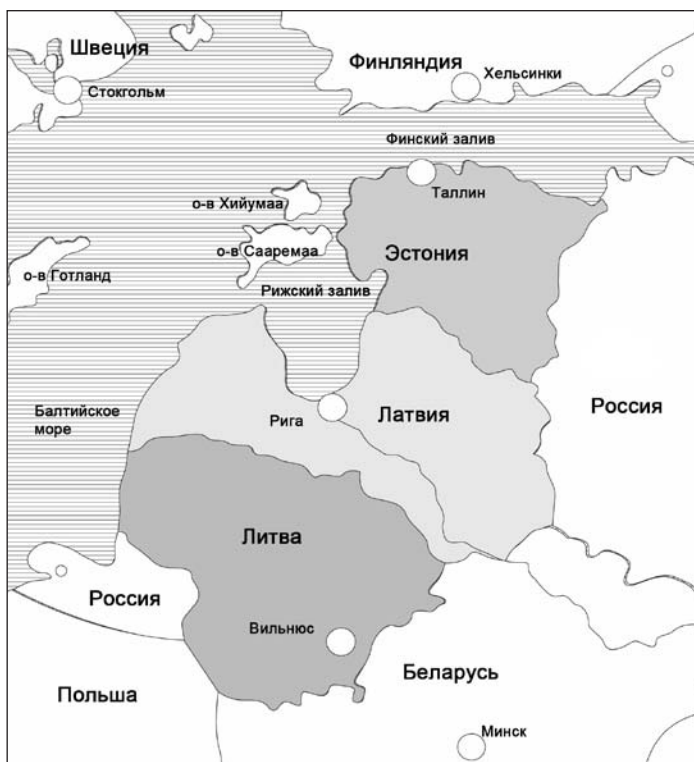 Швеция
Финляндия
Хельсинки
Стокгольм
Финский залив
Таллин
о-в Хийумаа
о-в Сааремаа
Эстония
о-в Готланд
Рижский залив
Балтийское
море
Рига
Латвия
Россия
Литва
Россия
Вильнюс
Беларусь
Польша
Минск